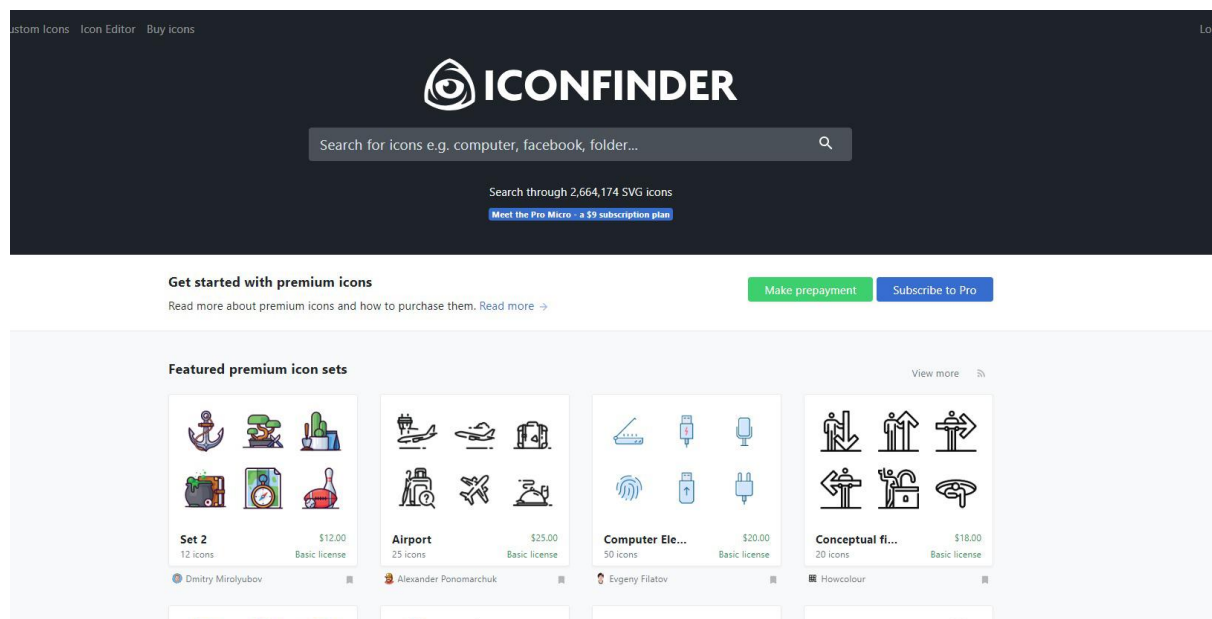 Icon Editor Buy icons
ICONFINDER
Search for icons e.g. computer, facebook, folder...
Search through 2,664,174 SVG icons
Meet the Pro Micro - a $9 subscription plan
Get started with premium icons
Make prepayment Subscribe to Pro
Read more about premium icons and how to purchase them. Read more →
Featured premium icon sets
View more
Set 2 $12.00
12 icons Basic license
Dmitry Mirolyubov
Airport $25.00
25 icons Basic license
Alexander Ponomarchuk
Computer Ele... $20.00
50 icons Basic license
Evgeny Filatov
Conceptual fi... $18.00
20 icons Basic license
Howcolour